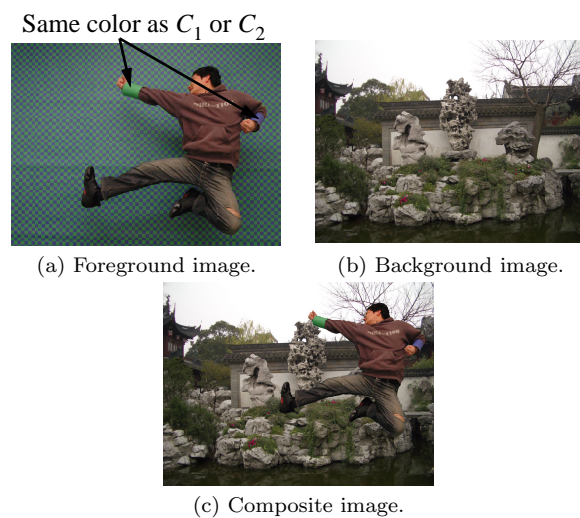 Same color as C1 or C2
(a) Foreground image.
(b) Background image.
(c) Composite image.